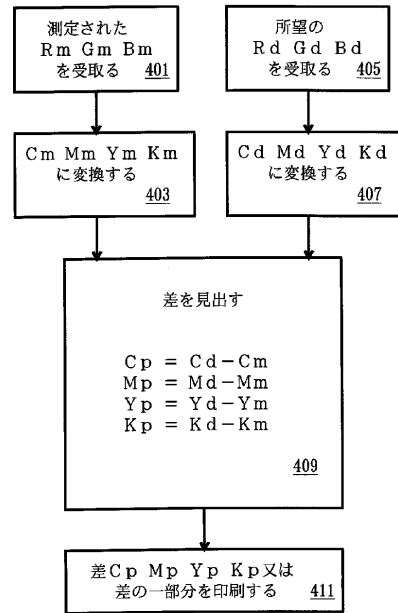 測定された
Rm Gm Bm
を受取る 401
所望の
Rd Gd Bd
を受取る 405
Cm Mm Ym Km
に変換する
403
Cd Md Yd Kd
に変換する
407
差を見出す
Cp = Cd-Cm
Mp = Md-Mm
Yp = Yd-Ym
Kp = Kd-Km
409
差Cp Mp Yp Kp又は
差の一部分を印刷する 411